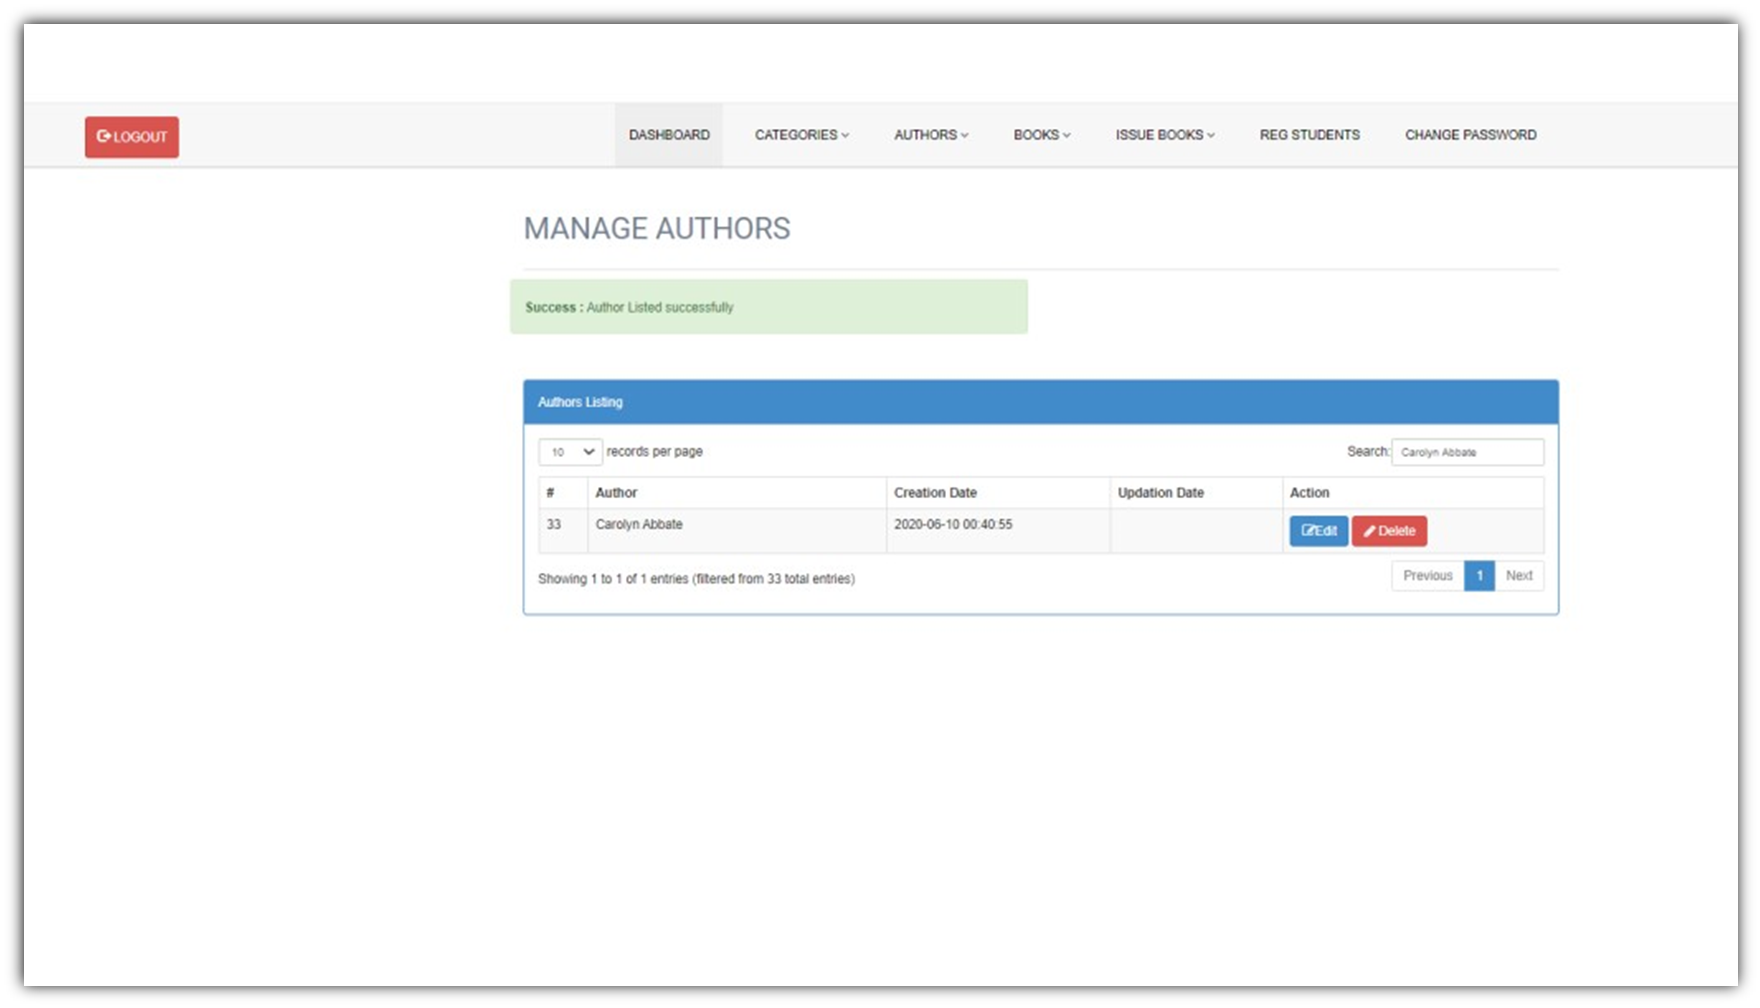 LOGOUT
DASHBOARD CATEGORIES AUTHORS BOOKS ISSUE BOOKS REG STUDENTS CHANGE PASSWORD
MANAGE AUTHORS
Success : Author Listed successfully
Authors Listing
10 records per page Search: Carolyn Abbate
# Author Creation Date Updation Date Action
33 Carolyn Abbate 2020-06-10 00:40:55 Edit Delete
Showing 1 to 1 of 1 entries (filtered from 33 total entries) Previous 1 Next